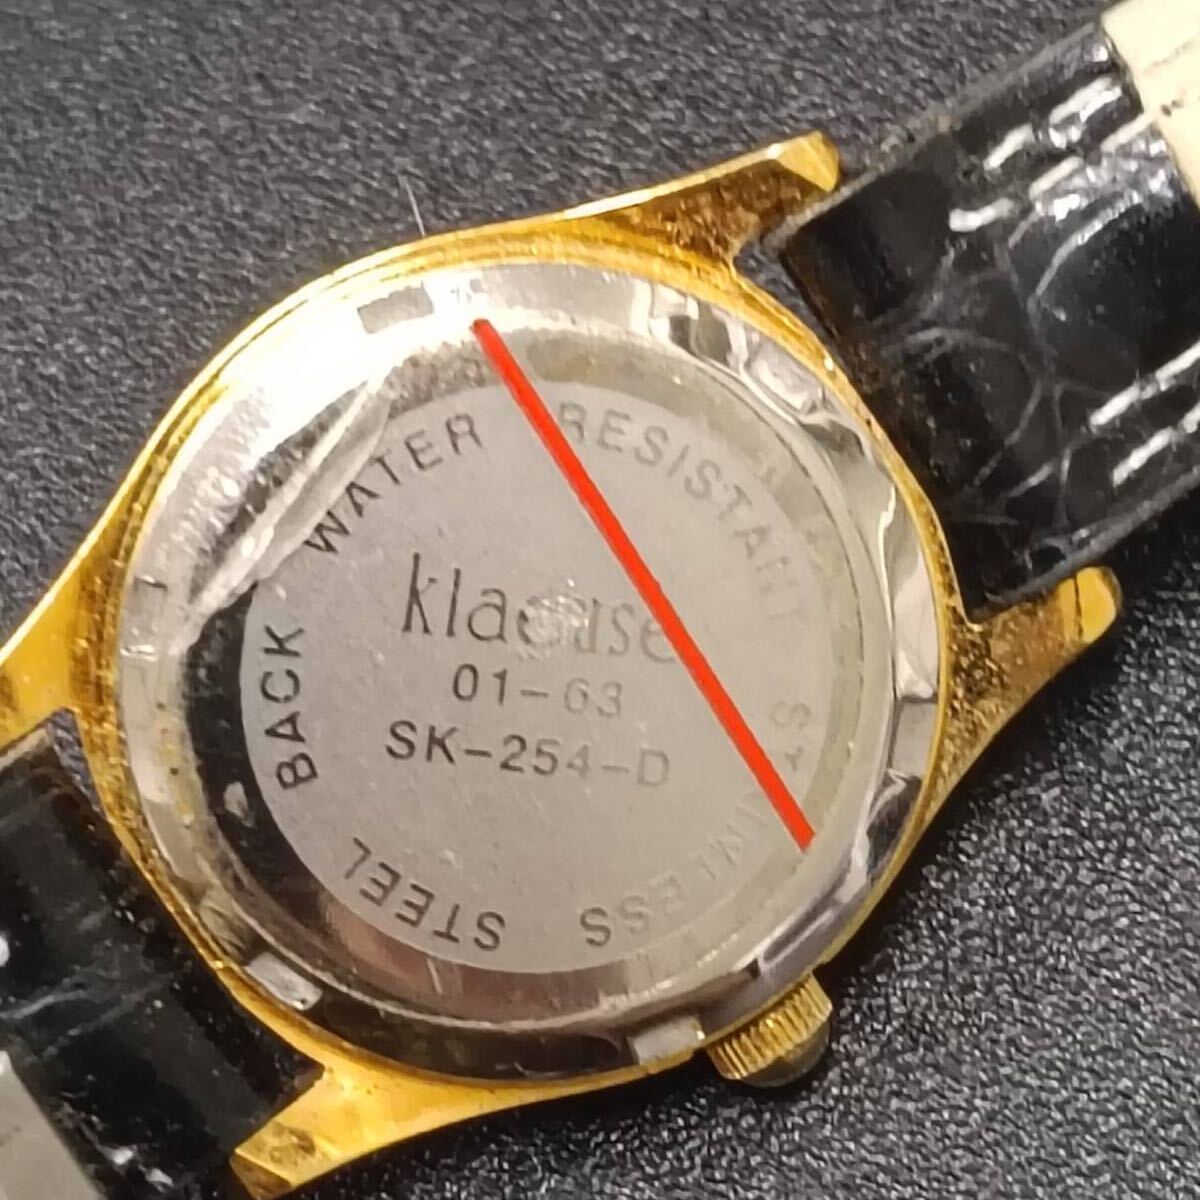 WATER RESISTANT STAINLESS STEEL BACK
klaeuse
01-63
SK-254-D